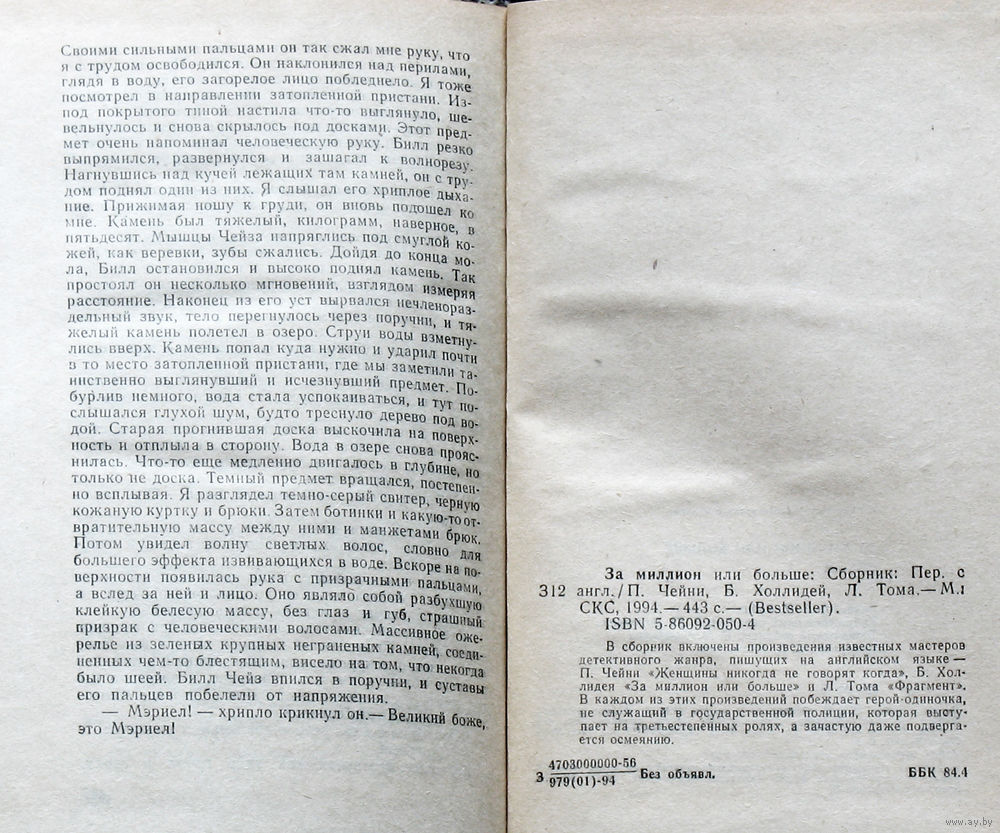 Своими сильными пальцами он так сжал мне руку, что
я с трудом освободился. Он наклонился над перилами,
глядя в воду, его загорелое лицо побледнело. Я тоже
посмотрел в направлении затопленной пристани. Из-
под покрытого тиной настила что-то выглянуло, ше-
вельнулось и снова скрылось под досками. Этот пред-
мет очень напоминал человеческую руку. Билл резко
выпрямился, развернулся и зашагал к волнорезу.
Нагнувшись над кучей лежащих там камней, он с тру-
дом поднял один из них. Я слышал его хриплое дыха-
ние. Прижимая ношу к груди, он вновь подошел ко
мне. Камень был тяжелый, килограмм, наверное, в
пятьдесят. Мышцы Чейза напряглись под смуглой ко-
жей, как веревки, зубы сжались. Дойдя до конца мо-
ла, Билл остановился и высоко поднял камень. Так
простоял он несколько мгновений, взглядом измеряя
расстояние. Наконец из его уст вырвался нечленораз-
дельный звук, тело перегнулось через поручни, и тя-
желый камень полетел в озеро. Струи воды взметну-
лись вверх. Камень попал куда нужно и ударил почти
в то место затопленной пристани, где мы заметили та-
инственно выглянувший и исчезнувший предмет. По-
бурлив немного, вода стала успокаиваться, и тут по-
слышался глухой шум, будто треснуло дерево под во-
дой. Старая прогнившая доска выскочила на поверх-
ность и отплыла в сторону. Вода в озере снова прояс-
нилась. Что-то еще медленно двигалось в глубине, но
только не доска. Темный предмет вращался, постепен-
но всплывая. Я разглядел темно-серый свитер, черную
кожаную куртку и брюки. Затем ботинки и какую-то от-
вратительную массу между ними и манжетами брюк.
Потом увидел волну светлых волос, словно для
большего эффекта извивающихся в воде. Вскоре на по-
верхности появилась рука с призрачными пальцами,
а вслед за ней и лицо. Оно являло собой разбухшую
клейкую белесую массу, без глаз и губ, страшный
призрак с человеческими волосами. Массивное оже-
релье из зеленых крупных неграненых камней, соеди-
ненных чем-то блестящим, висело на том, что некогда
было шеей. Билл Чейз впился в поручни, и суставы
его пальцев побелели от напряжения.
— Мэриел! — хрипло крикнул он.— Великий боже,
это Мэриел!
За миллион или больше: Сборник: Пер. с
З12 англ./П. Чейни, Б. Холлидей, Л. Тома.— М.:
СКС, 1994.— 443 с.— (Bestseller).
ISBN 5-86092-050-4
В сборник включены произведения известных мастеров
детективного жанра, пишущих на английском языке —
П. Чейни «Женщины никогда не говорят когда», Б. Хол-
лидея «За миллион или больше» и Л. Тома «Фрагмент».
В каждом из этих произведений побеждает герой-одиночка,
не служащий в государственной полиции, которая высту-
пает на третьестепенных ролях, а зачастую даже подверга-
ется осмеянию.
З 4703000000-56
979(01)-94 Без объявл. ББК 84.4
www.ay.by